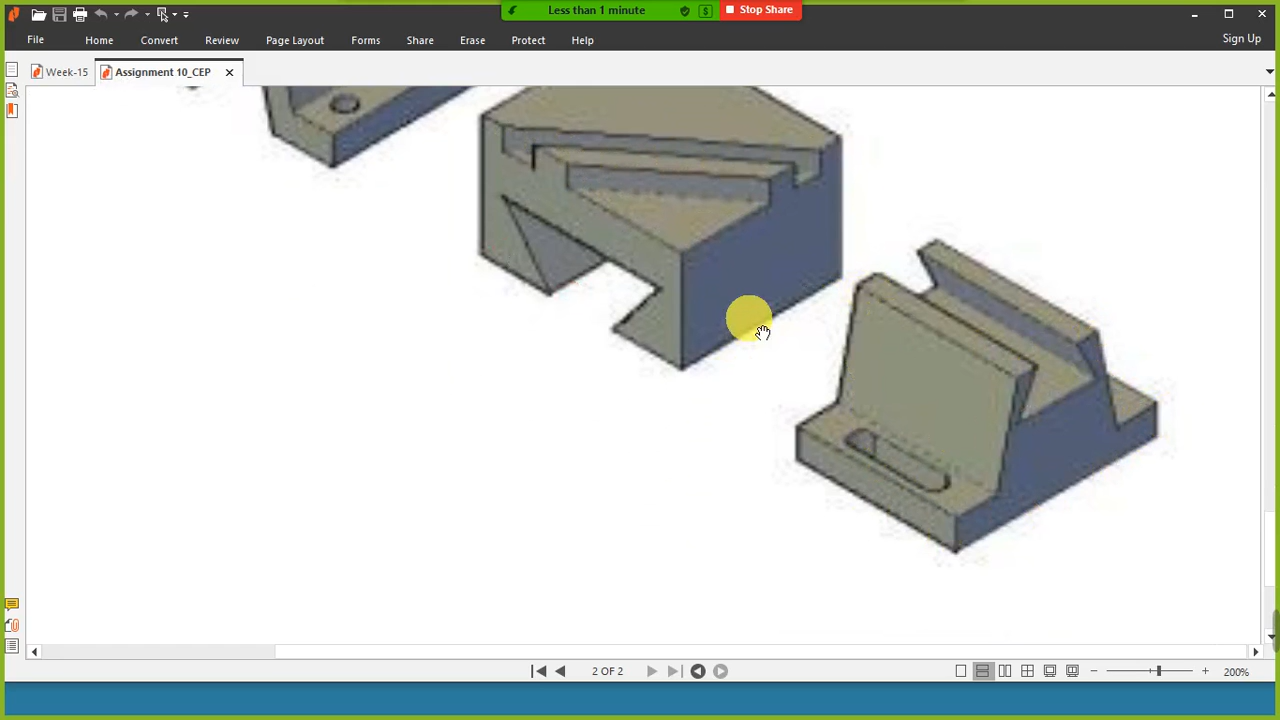 Less than 1 minute
$
Stop Share
File Home Convert Review Page Layout Forms Share Erase Protect Help
Sign Up
Week-15 Assignment 10_CEP
2 OF 2
200%